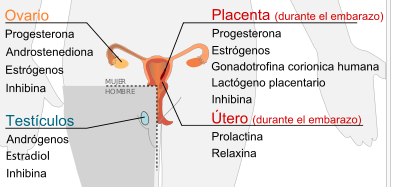 Ovario
Progesterona
Androstenediona
Estrógenos
Inhibina
Placenta (durante el embarazo)
Progesterona
Estrógenos
Gonadotrofina corionica humana
Lactógeno placentario
Inhibina
MUJER
HOMBRE
Testículos
Andrógenos
Estradiol
Inhibina
Útero (durante el embarazo)
Prolactina
Relaxina